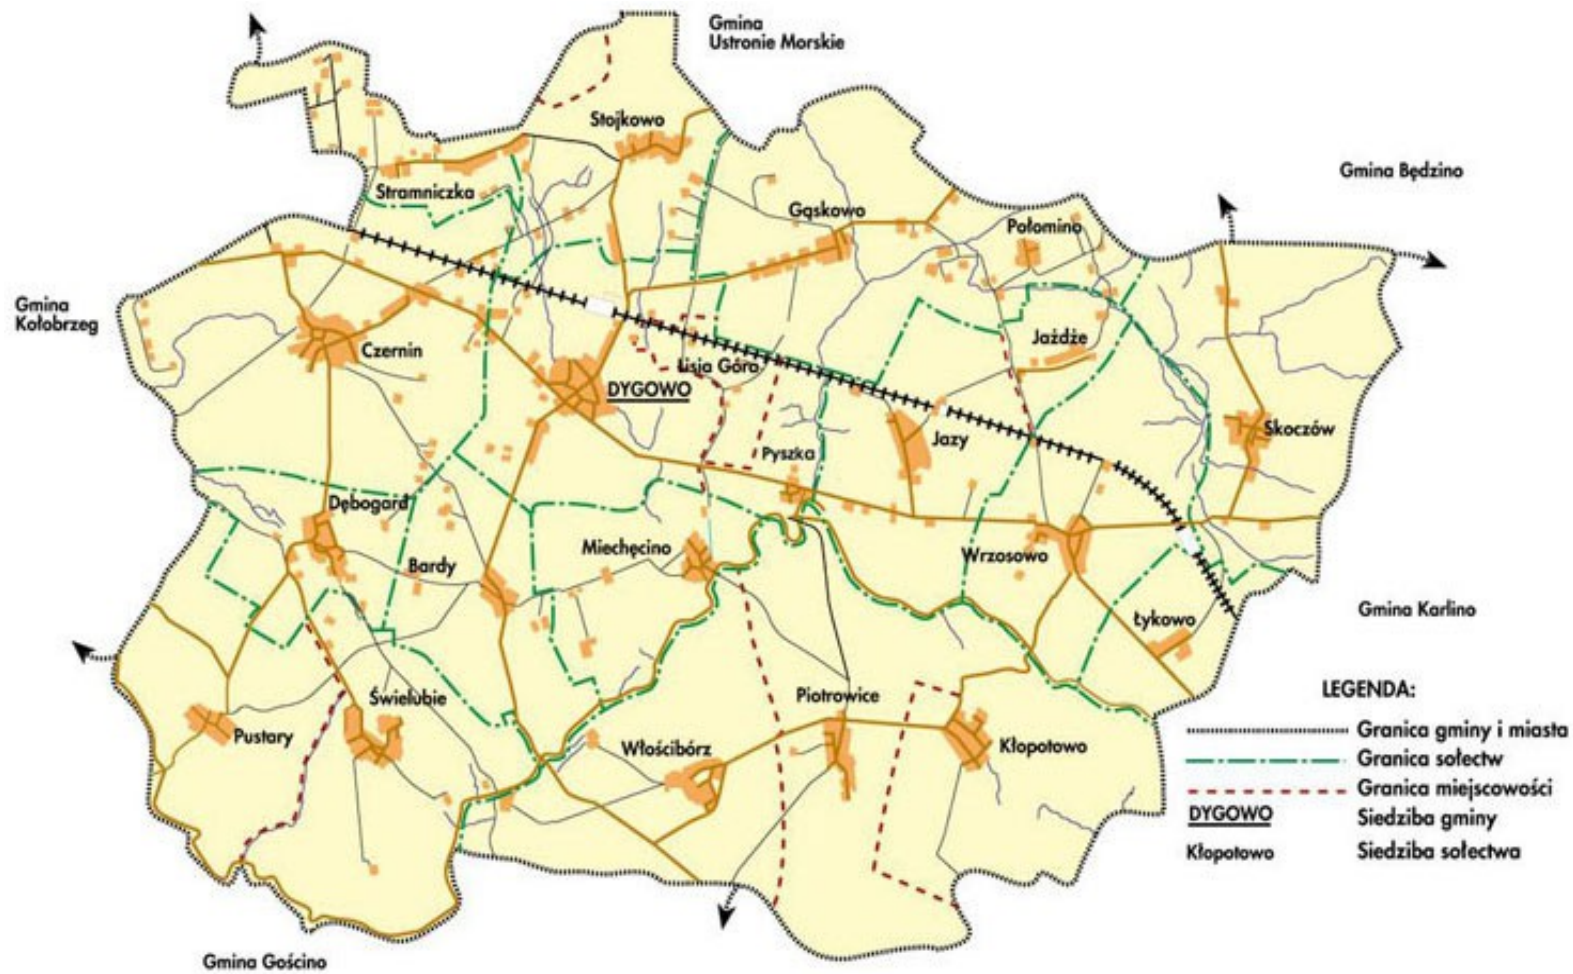 Gmina
Ustronie Morskie
Stojkowo
Gmina Będzino
Stramniczka
Gąskowo
Połomino
Gmina
Kołobrzeg
Czernin
Lisia Góra
Jażdże
DYGOWO
Skoczów
Jazy
Pyszka
Dębogard
Miechęcino
Wrzosowo
Bardy
Gmina Karlino
Łykowo
LEGENDA:
Świelubie
Piotrowice
Granica gminy i miasta
Pustary
Włościbórz
Kłopotowo
Granica sołectw
Granica miejscowości
DYGOWO
Siedziba gminy
Kłopotowo
Siedziba sołectwa
Gmina Gościno